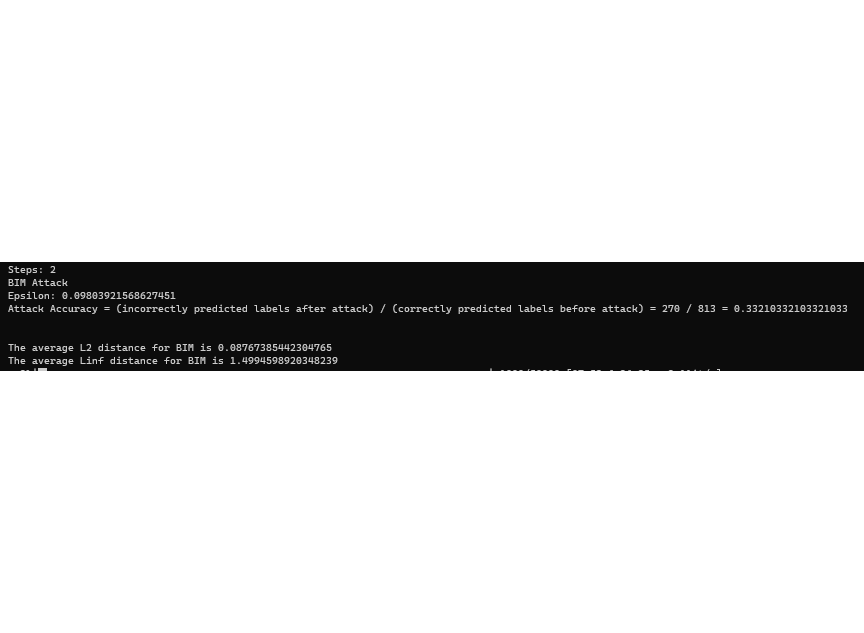 Steps: 2
BIM Attack
Epsilon: 0.09803921568627451
Attack Accuracy = (incorrectly predicted labels after attack) / (correctly predicted labels before attack) = 270 / 813 = 0.33210332103321033
The average L2 distance for BIM is 0.08767385442304765
The average Linf distance for BIM is 1.4994598920348239